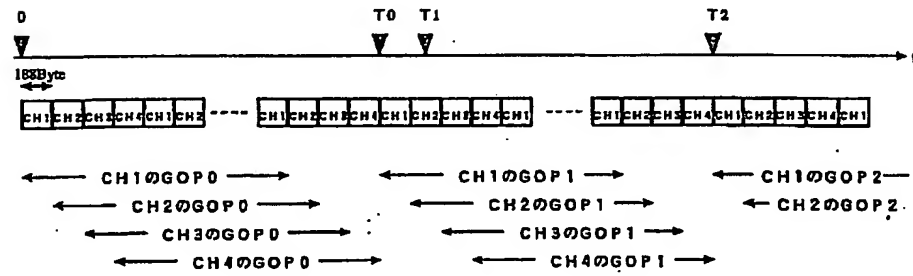 0 T0 T1 T2
t
188Byte
CH1 CH2 CH3 CH4 CH1 CH2 CH1 CH2 CH3 CH4 CH1 CH2 CH3 CH4 CH1 CH1 CH2 CH3 CH4 CH1 CH2 CH3 CH4 CH1
CH1のGOP0 CH1のGOP1 CH1のGOP2
CH2のGOP0 CH2のGOP1 CH2のGOP2
CH3のGOP0 CH3のGOP1
CH4のGOP0 CH4のGOP1